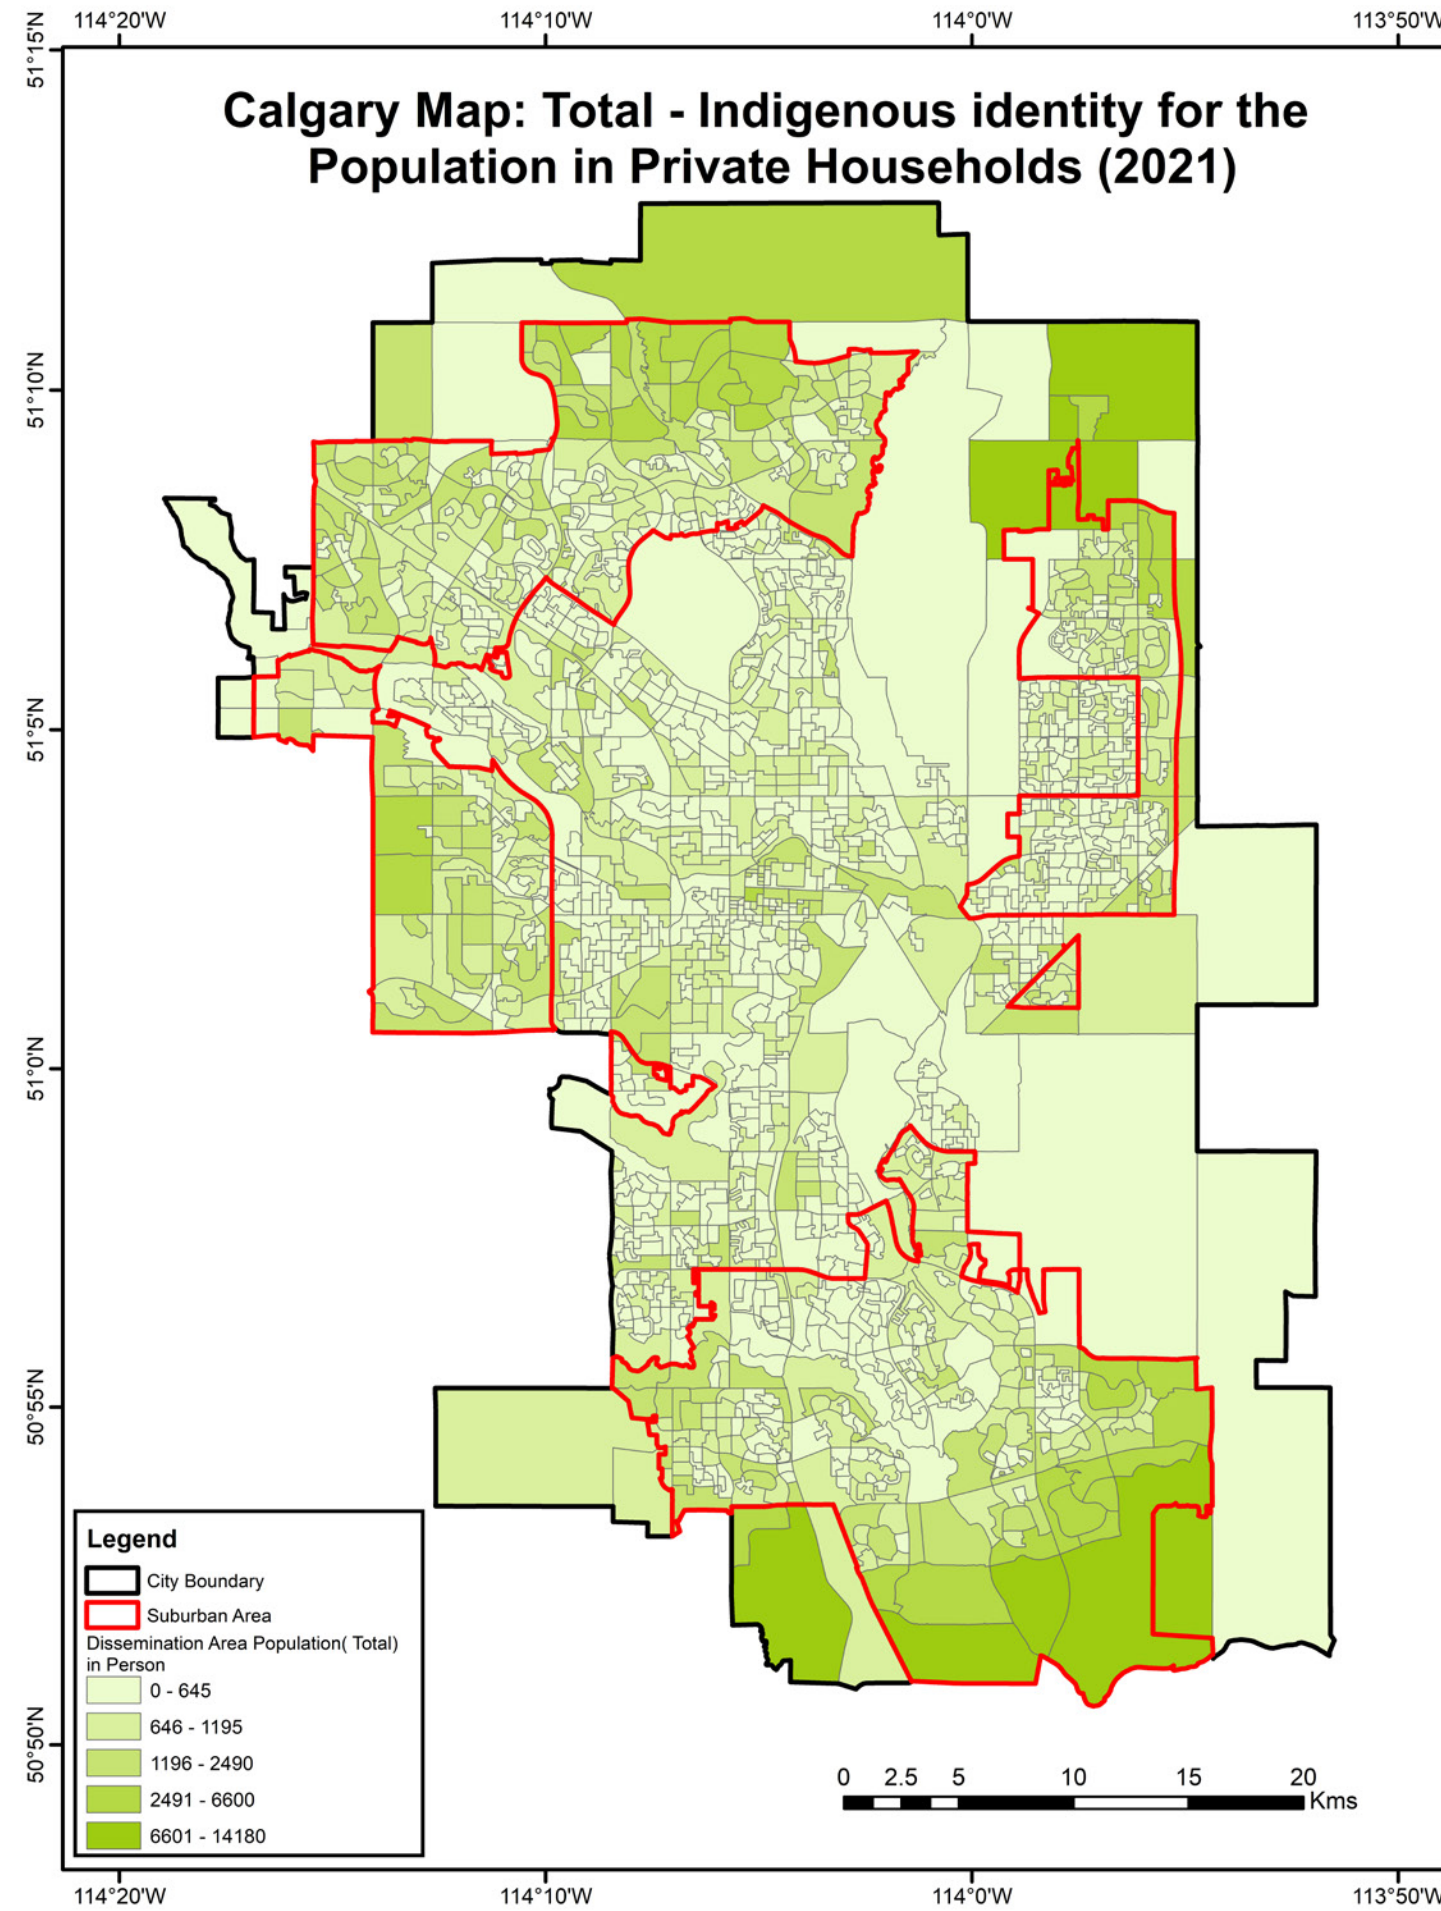 114°20'W 114°10'W 114°0'W 113°50'W
51°15'N
Calgary Map: Total - Indigenous identity for the
Population in Private Households (2021)
51°10'N
51°5'N
51°0'N
50°55'N
50°50'N
Legend
City Boundary
Suburban Area
Dissemination Area Population( Total)
in Person
0 - 645
646 - 1195
1196 - 2490
2491 - 6600
6601 - 14180
0 2.5 5 10 15 20
Kms
114°20'W 114°10'W 114°0'W 113°50'W